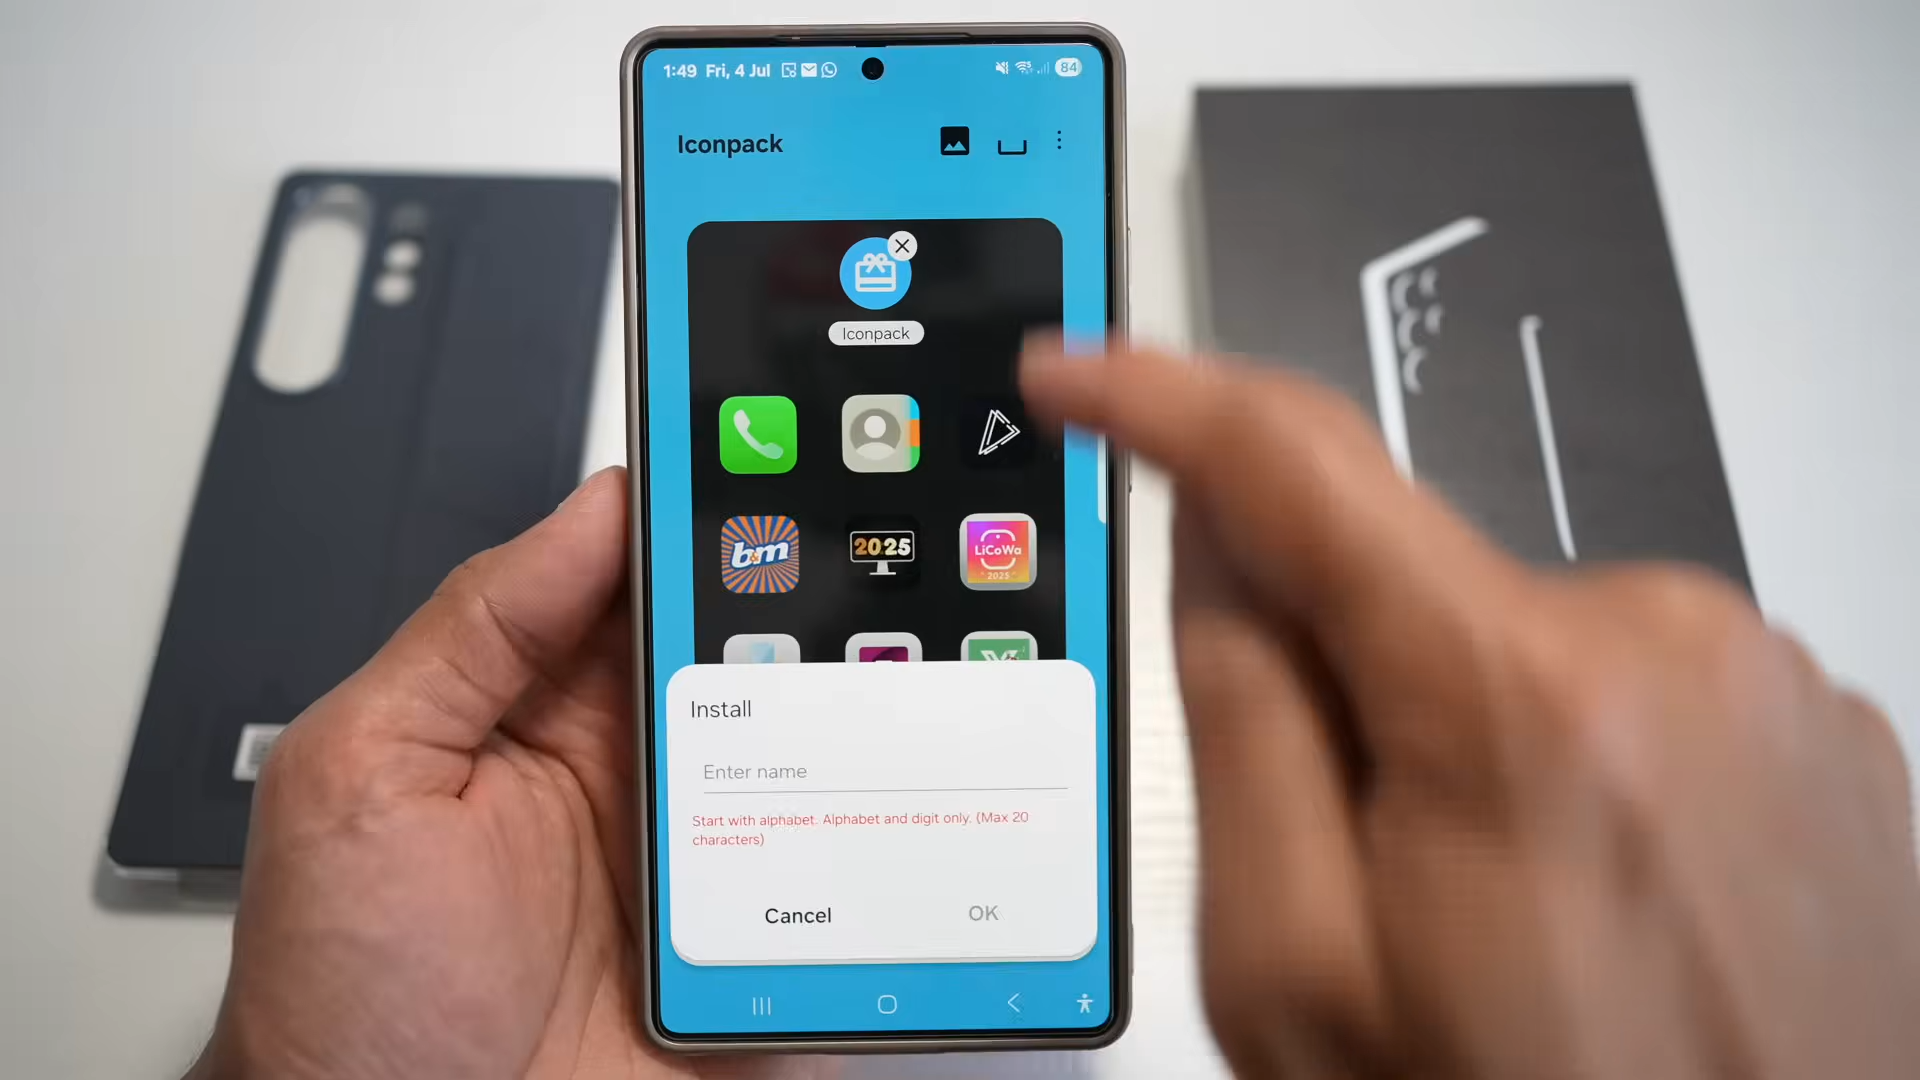 1:49 Fri, 4 Jul
84
Iconpack
Iconpack
b&m
2025
LiCoWa
2025
Install
Enter name
Start with alphabet. Alphabet and digit only. (Max 20
characters)
Cancel
OK